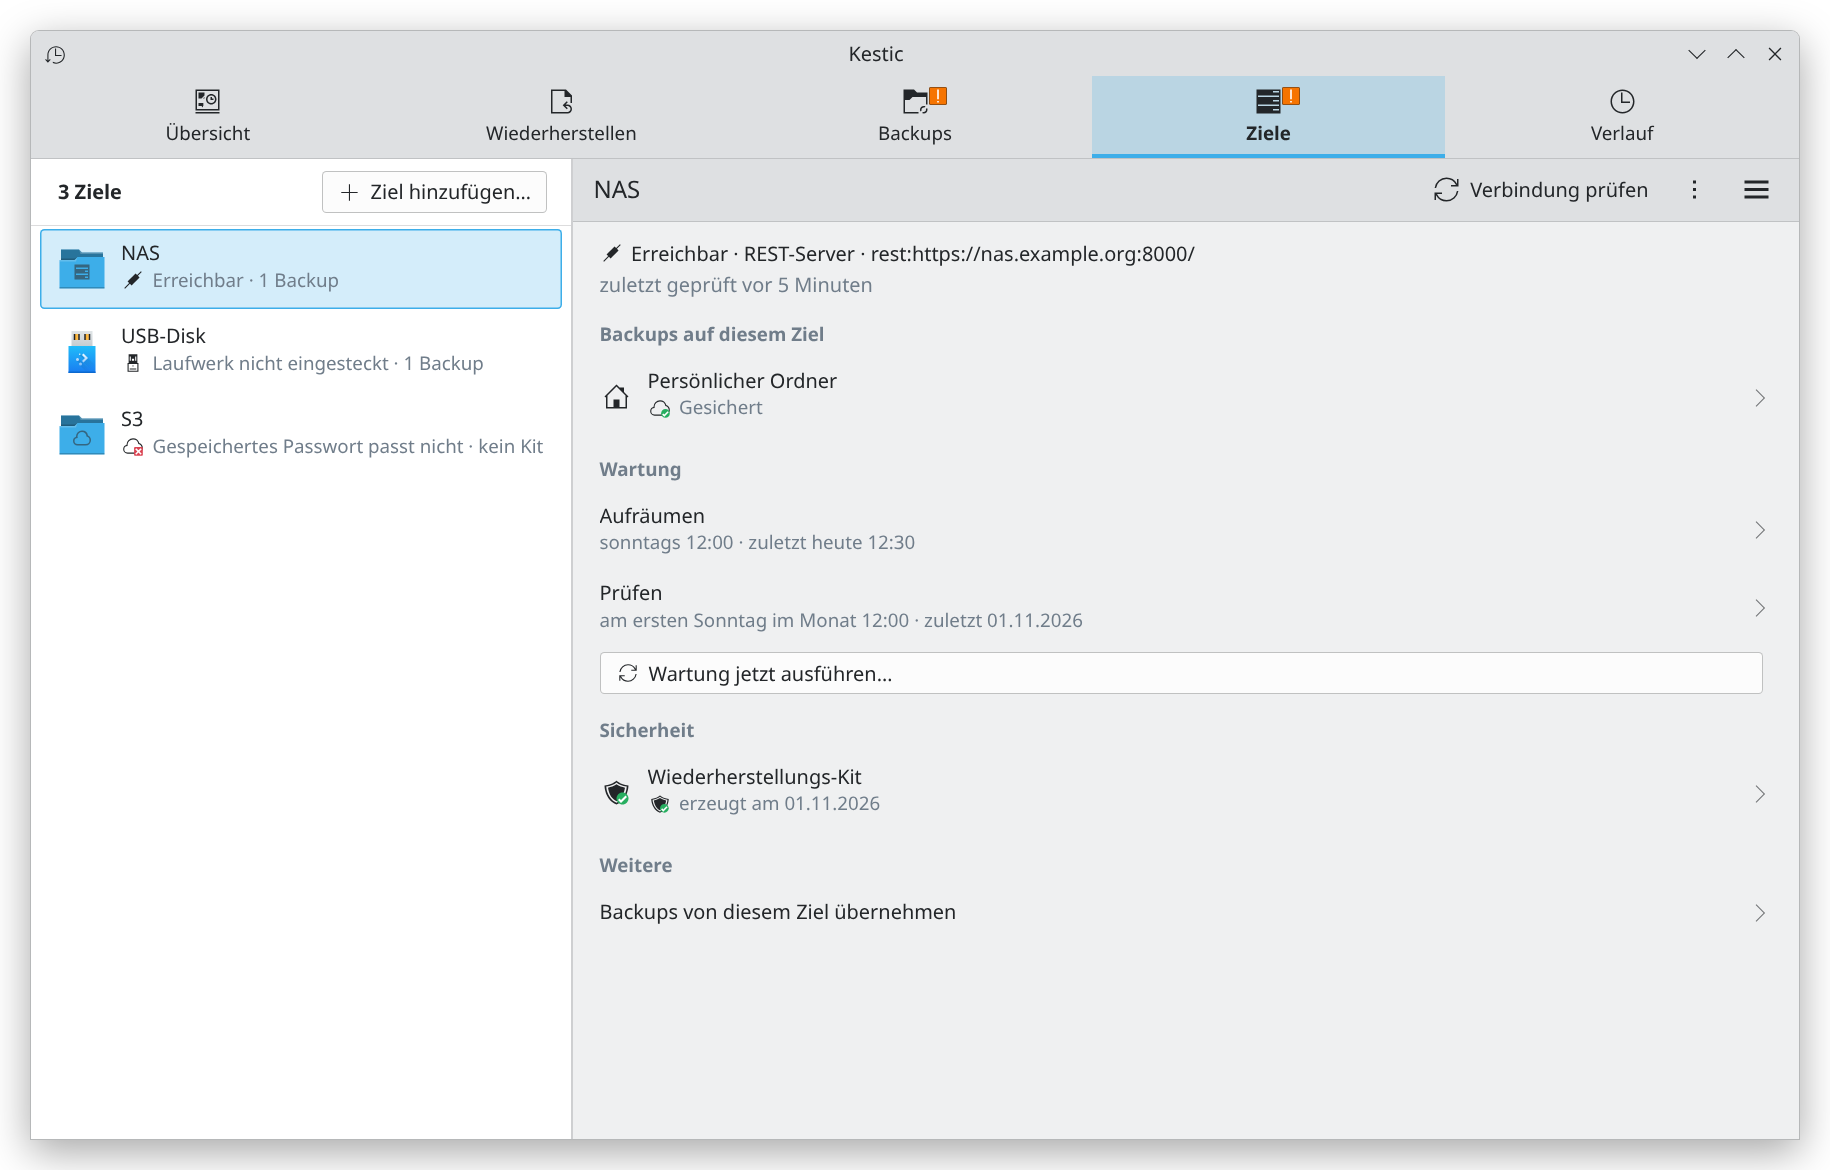 Kestic
Übersicht
Wiederherstellen
Backups
Ziele
Verlauf
3 Ziele
Ziel hinzufügen...
NAS
Erreichbar · 1 Backup
USB-Disk
Laufwerk nicht eingesteckt · 1 Backup
S3
Gespeichertes Passwort passt nicht · kein Kit
NAS
Verbindung prüfen
Erreichbar · REST-Server · rest:https://nas.example.org:8000/
zuletzt geprüft vor 5 Minuten
Backups auf diesem Ziel
Persönlicher Ordner
Gesichert
Wartung
Aufräumen
sonntags 12:00 · zuletzt heute 12:30
Prüfen
am ersten Sonntag im Monat 12:00 · zuletzt 01.11.2026
Wartung jetzt ausführen...
Sicherheit
Wiederherstellungs-Kit
erzeugt am 01.11.2026
Weitere
Backups von diesem Ziel übernehmen